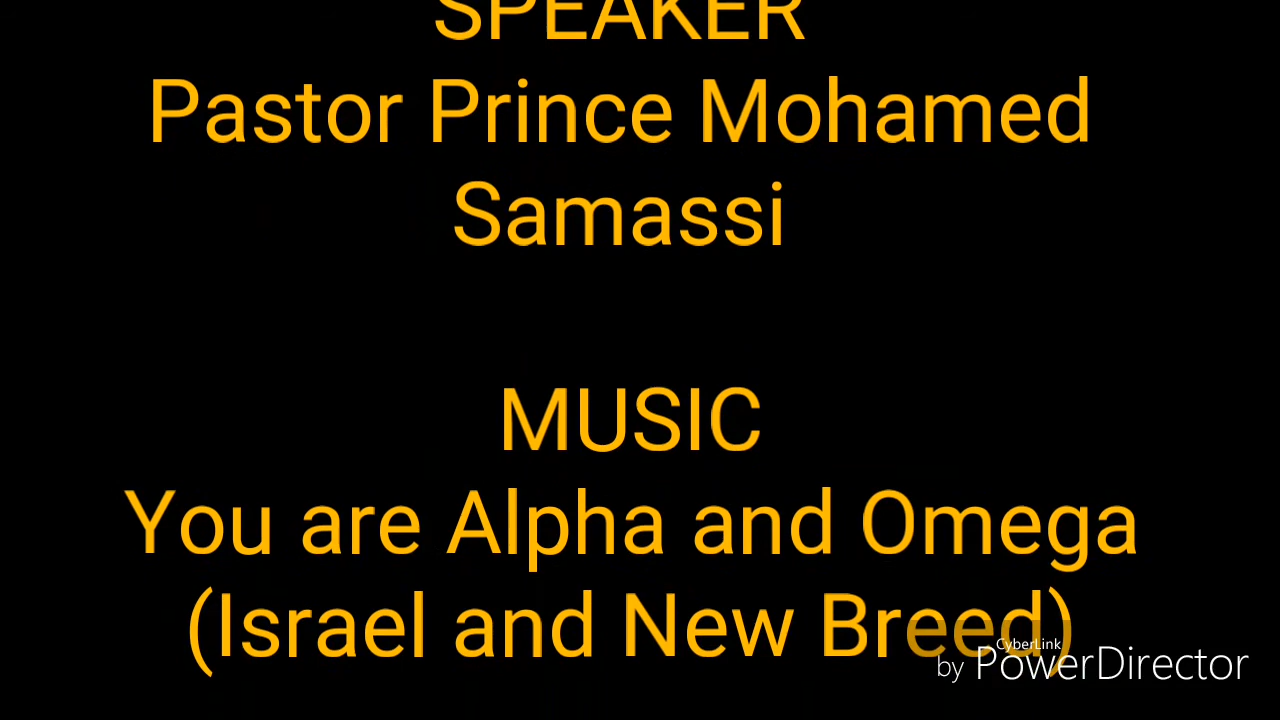 SPEAKER
Pastor Prince Mohamed
Samassi
MUSIC
You are Alpha and Omega
(Israel and New Breed)
CyberLink
by PowerDirector